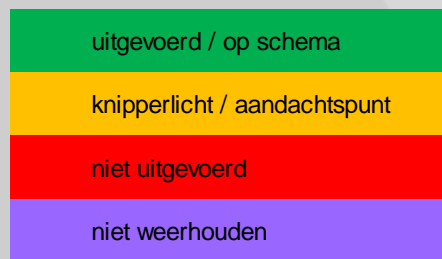 uitgevoerd / op schema
knipperlicht / aandachtspunt
niet uitgevoerd
niet weerhouden